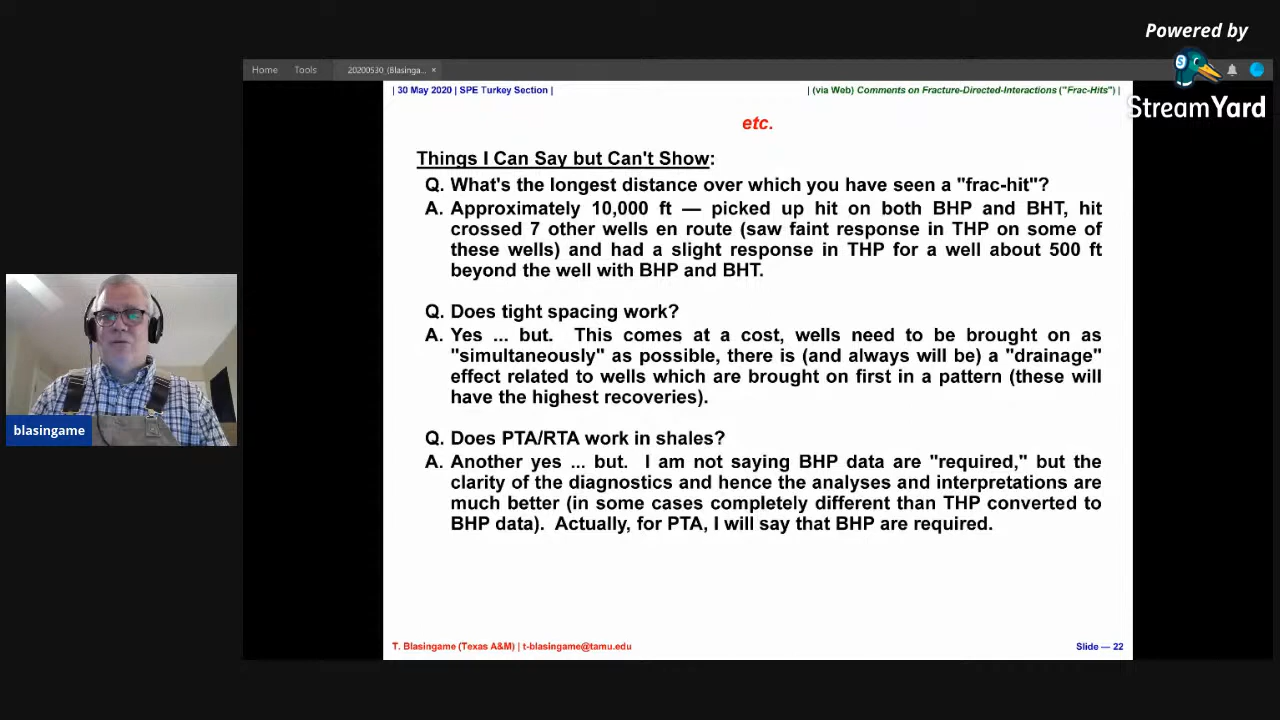 Powered by
StreamYard
Home Tools 20200530_(Blasinga... ×
| 30 May 2020 | SPE Turkey Section |
| (via Web) Comments on Fracture-Directed-Interactions ("Frac-Hits") |
etc.
Things I Can Say but Can't Show:
Q. What's the longest distance over which you have seen a "frac-hit"?
A. Approximately 10,000 ft — picked up hit on both BHP and BHT, hit
crossed 7 other wells en route (saw faint response in THP on some of
these wells) and had a slight response in THP for a well about 500 ft
beyond the well with BHP and BHT.
Q. Does tight spacing work?
A. Yes ... but. This comes at a cost, wells need to be brought on as
"simultaneously" as possible, there is (and always will be) a "drainage"
effect related to wells which are brought on first in a pattern (these will
have the highest recoveries).
Q. Does PTA/RTA work in shales?
A. Another yes ... but. I am not saying BHP data are "required," but the
clarity of the diagnostics and hence the analyses and interpretations are
much better (in some cases completely different than THP converted to
BHP data). Actually, for PTA, I will say that BHP are required.
T. Blasingame (Texas A&M) | t-blasingame@tamu.edu
Slide — 22
blasingame